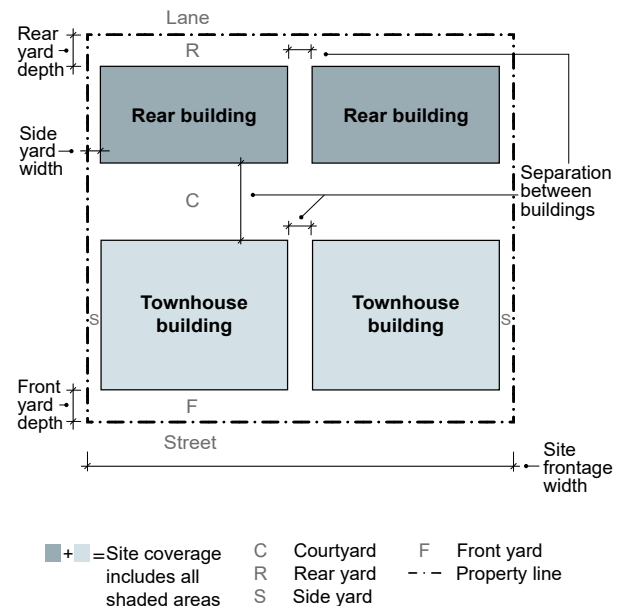 Lane
Rear
yard
depth
R
Rear building
Rear building
Side
yard
width
C
Separation
between
buildings
Townhouse
building
Townhouse
building
S
S
Front
yard
depth
F
Street
Site
frontage
width
+ = Site coverage
includes all
shaded areas
C Courtyard
R Rear yard
S Side yard
F Front yard
Property line